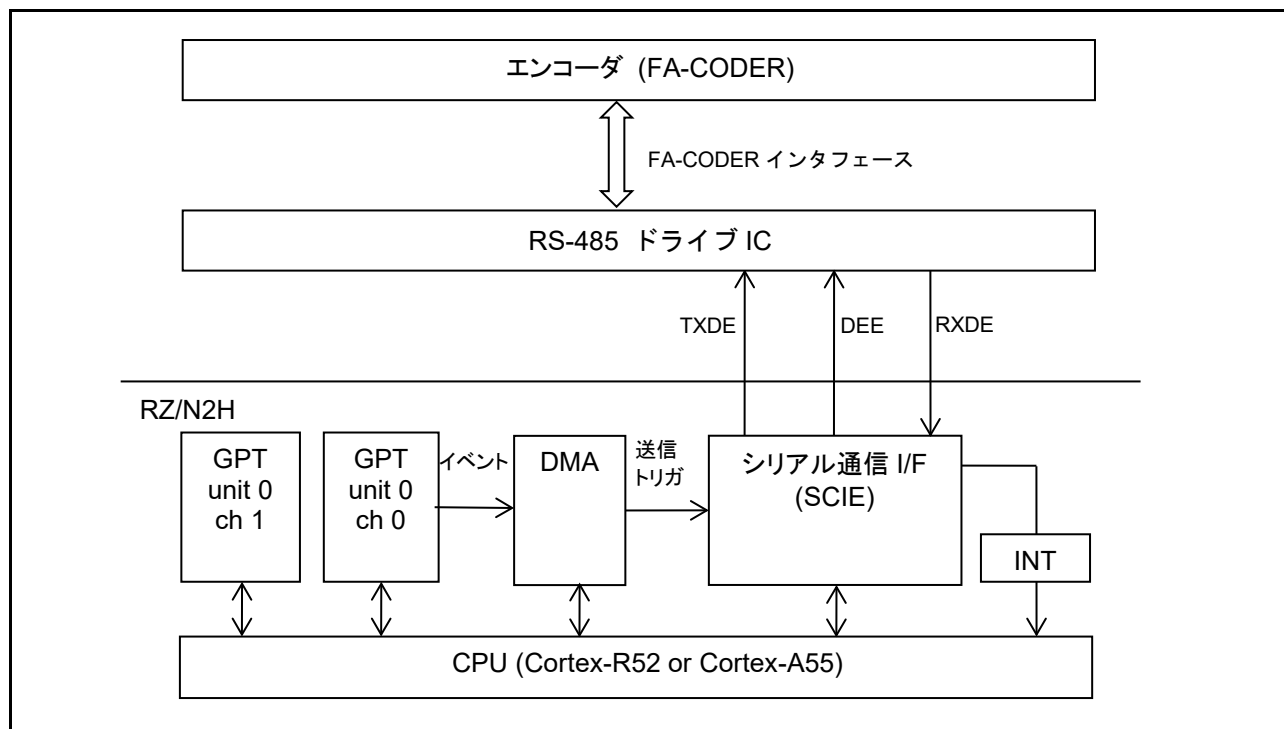 エンコーダ (FA-CODER)
FA-CODER インタフェース
RS-485 ドライブ IC
TXDE
DEE
RXDE
RZ/N2H
GPT
unit 0
ch 1
GPT
unit 0
ch 0
イベント
DMA
送信
トリガ
シリアル通信 I/F
(SCIE)
INT
CPU (Cortex-R52 or Cortex-A55)